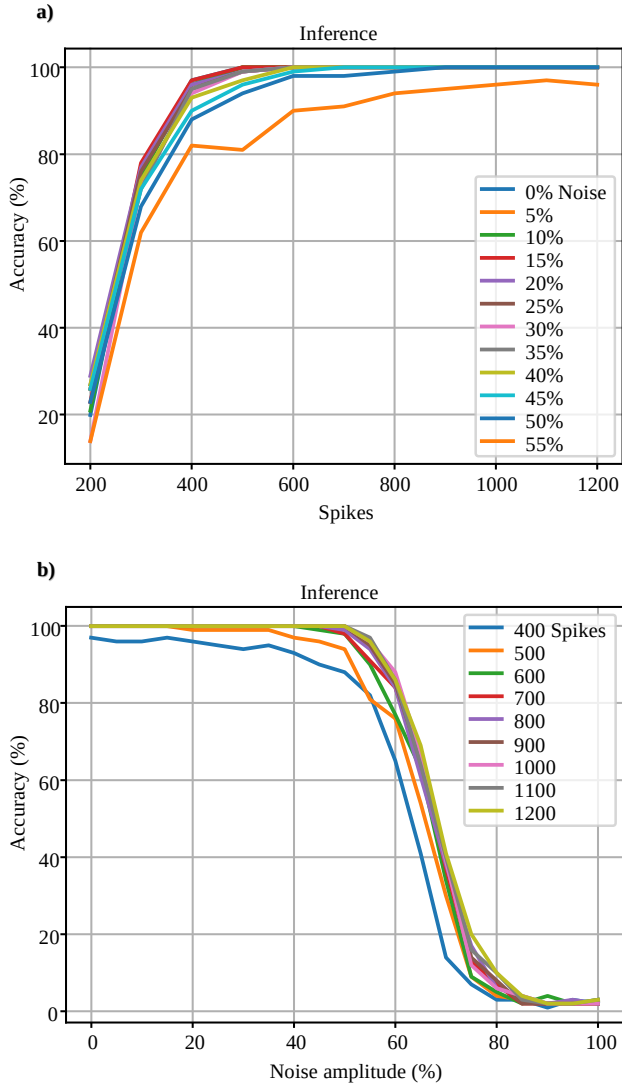 a)
Inference
100
80
60
40
20
Accuracy (%)
0% Noise
5%
10%
15%
20%
25%
30%
35%
40%
45%
50%
55%
200 400 600 800 1000 1200
Spikes
b)
Inference
100
80
60
40
20
0
Accuracy (%)
400 Spikes
500
600
700
800
900
1000
1100
1200
0 20 40 60 80 100
Noise amplitude (%)